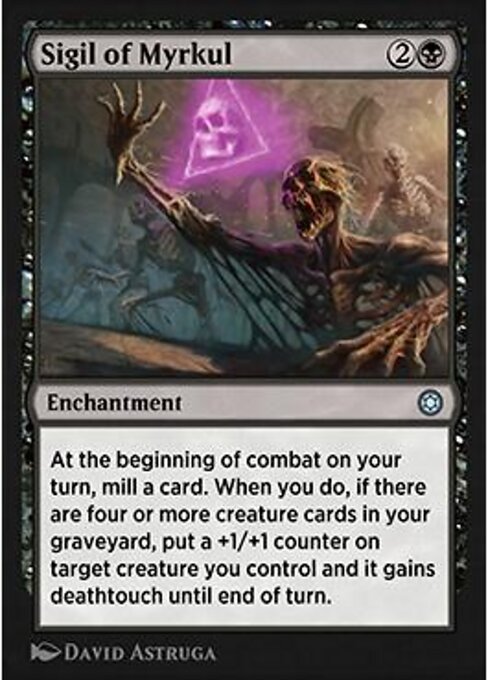 Sigil of Myrkul 2
Enchantment
At the beginning of combat on your
turn, mill a card. When you do, if there
are four or more creature cards in your
graveyard, put a +1/+1 counter on
target creature you control and it gains
deathtouch until end of turn.
DAVID ASTRUGA